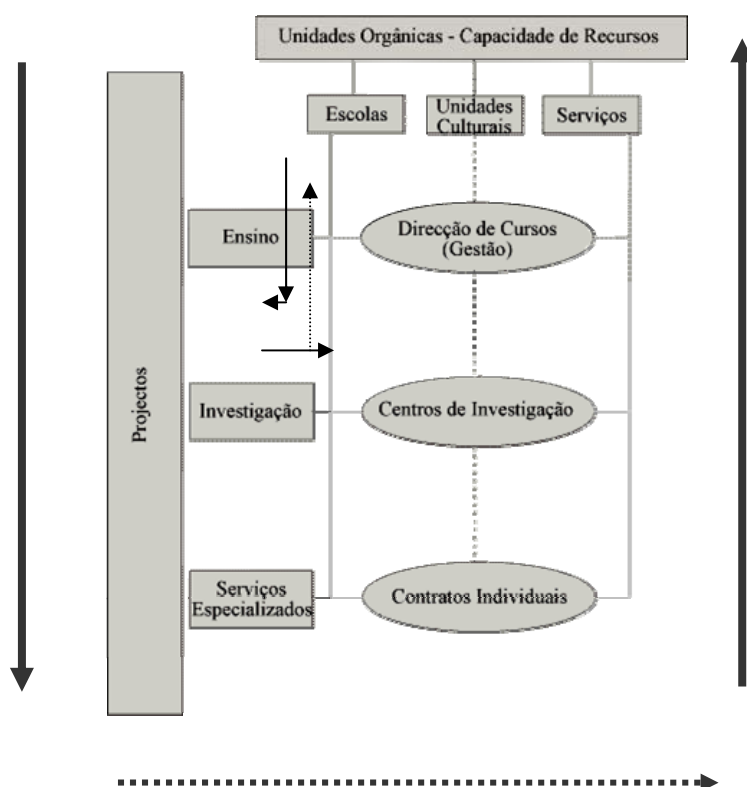 Unidades Orgânicas - Capacidade de Recursos
Escolas
Unidades
Culturais
Serviços
Ensino
Direcção de Cursos
(Gestão)
Projectos
Investigação
Centros de Investigação
Serviços
Especializados
Contratos Individuais